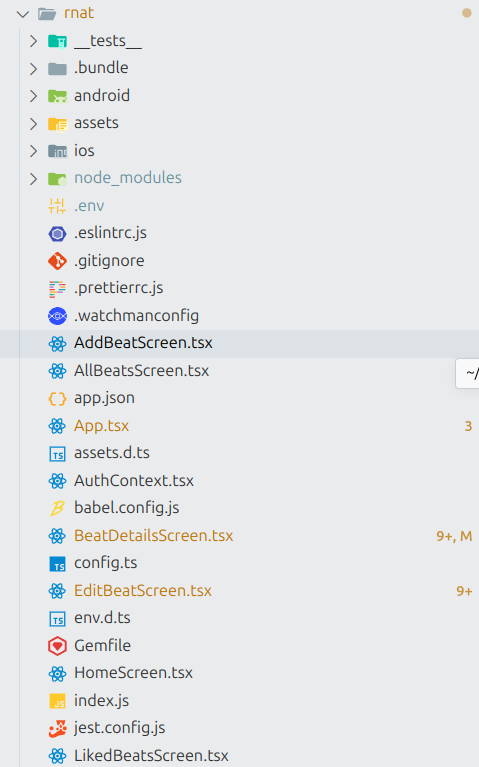 rnat
__tests__
.bundle
android
assets
ios
node_modules
.env
.eslintrc.js
.gitignore
.prettierrc.js
.watchmanconfig
AddBeatScreen.tsx
AllBeatsScreen.tsx
~/
app.json
App.tsx 3
assets.d.ts
AuthContext.tsx
babel.config.js
BeatDetailsScreen.tsx 9+, M
config.ts
EditBeatScreen.tsx 9+
env.d.ts
Gemfile
HomeScreen.tsx
index.js
jest.config.js
LikedBeatsScreen.tsx